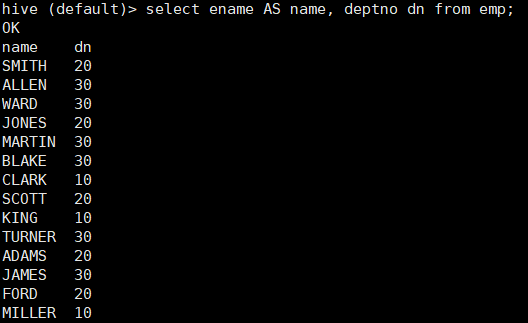 hive (default)> select ename AS name, deptno dn from emp;
OK
name    dn
SMITH   20
ALLEN   30
WARD    30
JONES   20
MARTIN  30
BLAKE   30
CLARK   10
SCOTT   20
KING    10
TURNER  30
ADAMS   20
JAMES   30
FORD    20
MILLER  10